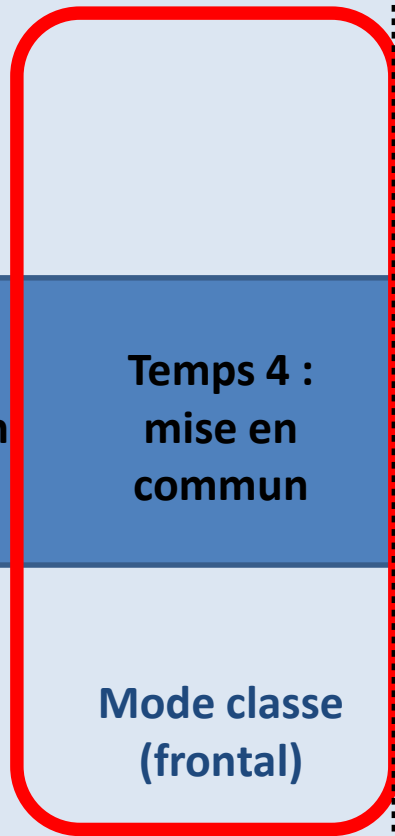 Temps 4 :
mise en
commun
Mode classe
(frontal)